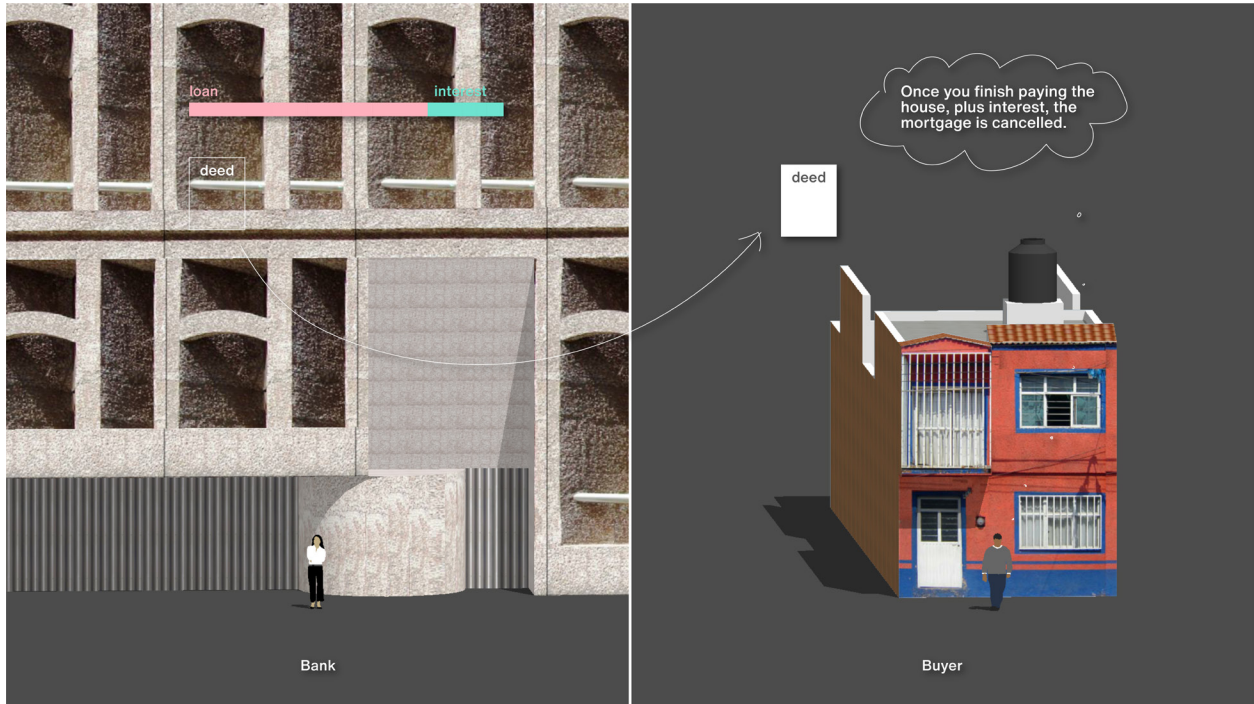 loan
interest
deed
Bank
Once you finish paying the
house, plus interest, the
mortgage is cancelled.
deed
Buyer